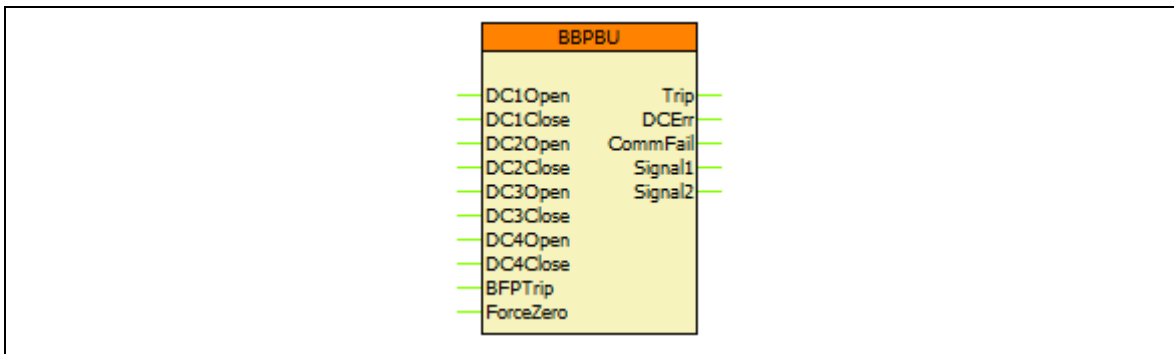 BBPBU
DC1Open Trip
DC1Close DCErr
DC2Open CommFail
DC2Close Signal1
DC3Open Signal2
DC3Close
DC4Open
DC4Close
BFPTrip
ForceZero